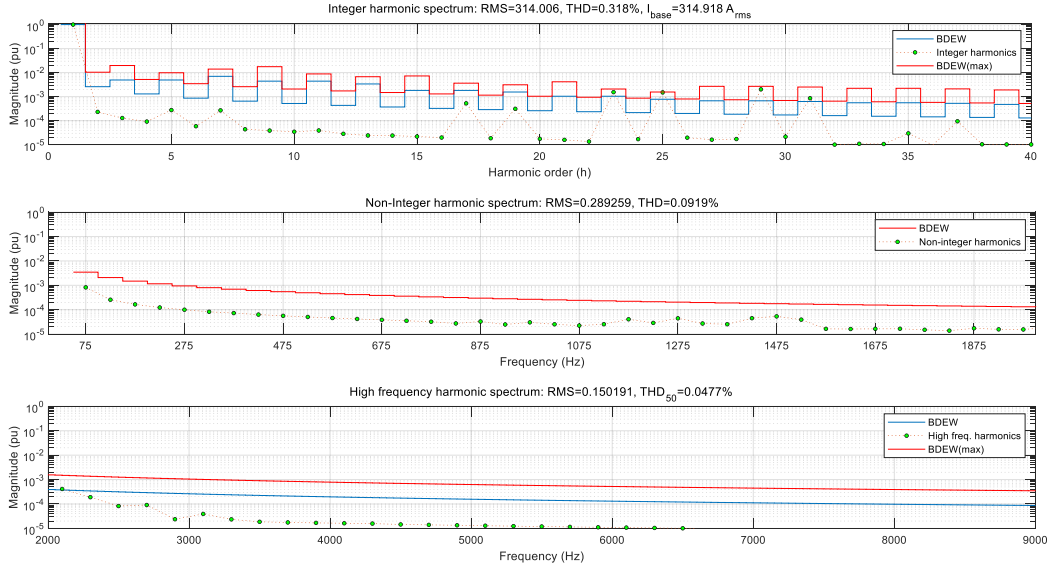 Integer harmonic spectrum: RMS=314.006, THD=0.318%, I_base=314.918 A_rms
Magnitude (pu)
10^0
10^-1
10^-2
10^-3
10^-4
10^-5
BDEW
Integer harmonics
BDEW(max)
0 5 10 15 20 25 30 35 40
Harmonic order (h)
Non-Integer harmonic spectrum: RMS=0.289259, THD=0.0919%
Magnitude (pu)
10^0
10^-1
10^-2
10^-3
10^-4
10^-5
BDEW
Non-integer harmonics
75 275 475 675 875 1075 1275 1475 1675 1875
Frequency (Hz)
High frequency harmonic spectrum: RMS=0.150191, THD_50=0.0477%
Magnitude (pu)
10^0
10^-1
10^-2
10^-3
10^-4
10^-5
BDEW
High freq. harmonics
BDEW(max)
2000 3000 4000 5000 6000 7000 8000 9000
Frequency (Hz)